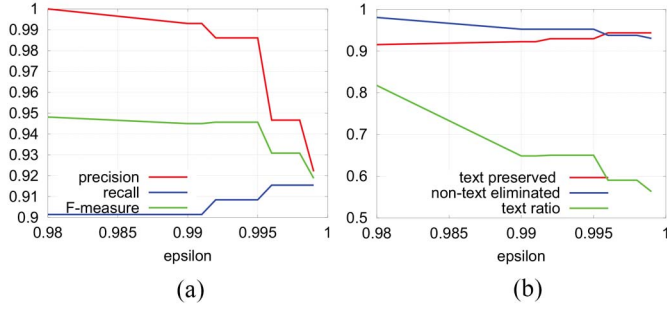 1
0.99
0.98
0.97
0.96
0.95
0.94
0.93
0.92
0.91
0.9
precision
recall
F-measure
0.98 0.985 0.99 0.995 1
epsilon
(a)
1
0.9
0.8
0.7
0.6
0.5
text preserved
non-text eliminated
text ratio
0.98 0.985 0.99 0.995 1
epsilon
(b)